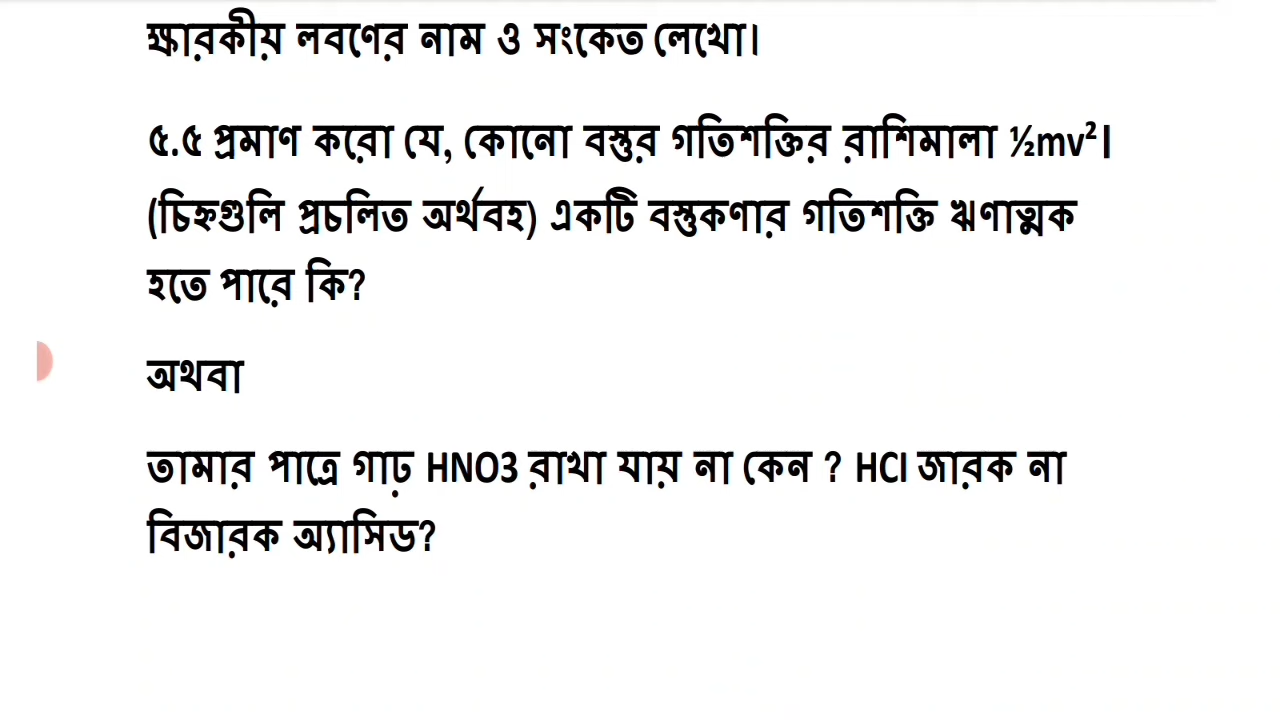 ক্ষারকীয় লবণের নাম ও সংকেত লেখো।
৫.৫ প্রমাণ করো যে, কোনো বস্তুর গতিশক্তির রাশিমালা ½mv²।
(চিহ্নগুলি প্রচলিত অর্থবহ) একটি বস্তুকণার গতিশক্তি ঋণাত্মক
হতে পারে কি?
অথবা
তামার পাত্রে গাঢ় HNO3 রাখা যায় না কেন ? HCl জারক না
বিজারক অ্যাসিড?